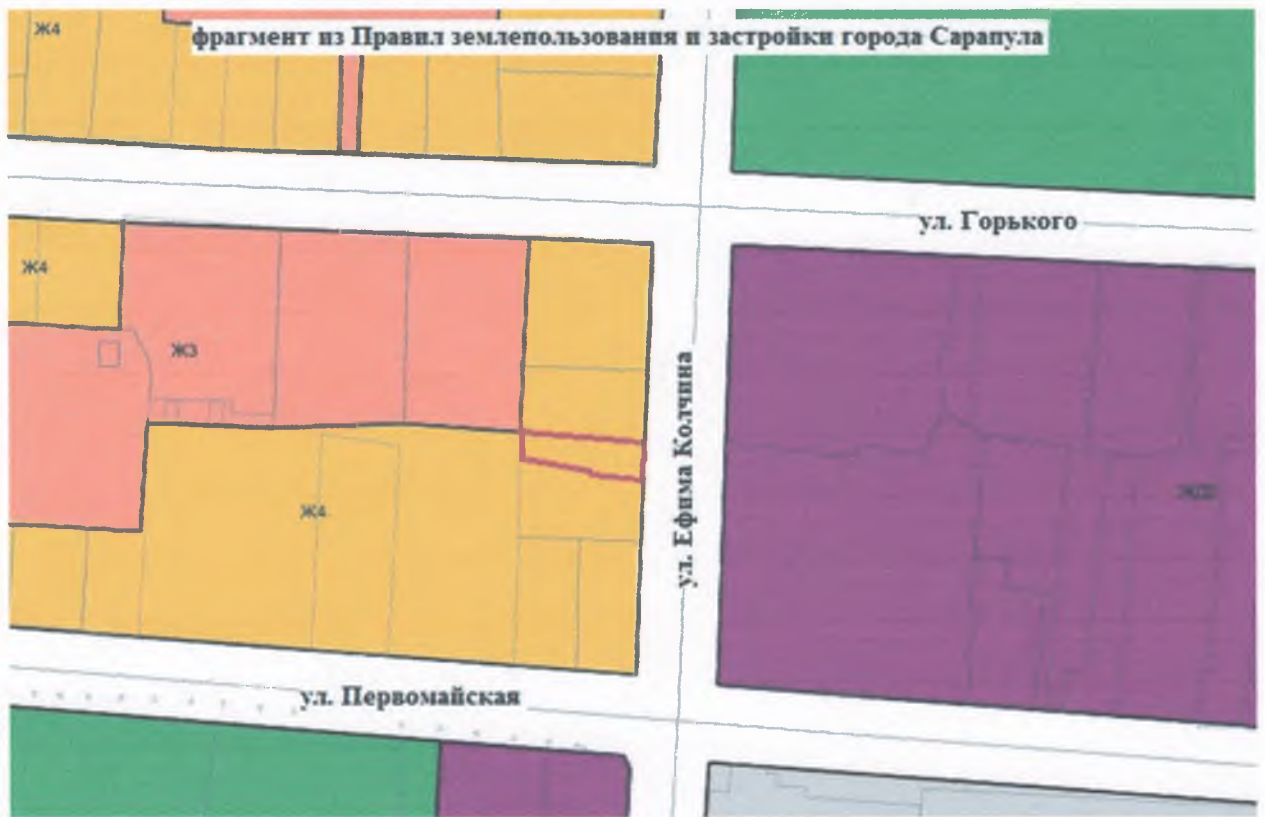 Ж4
фрагмент из Правил землепользования и застройки города Сарапула
ул. Горького
Ж4
Ж3
ул. Ефима Колчина
Ж4
ул. Первомайская